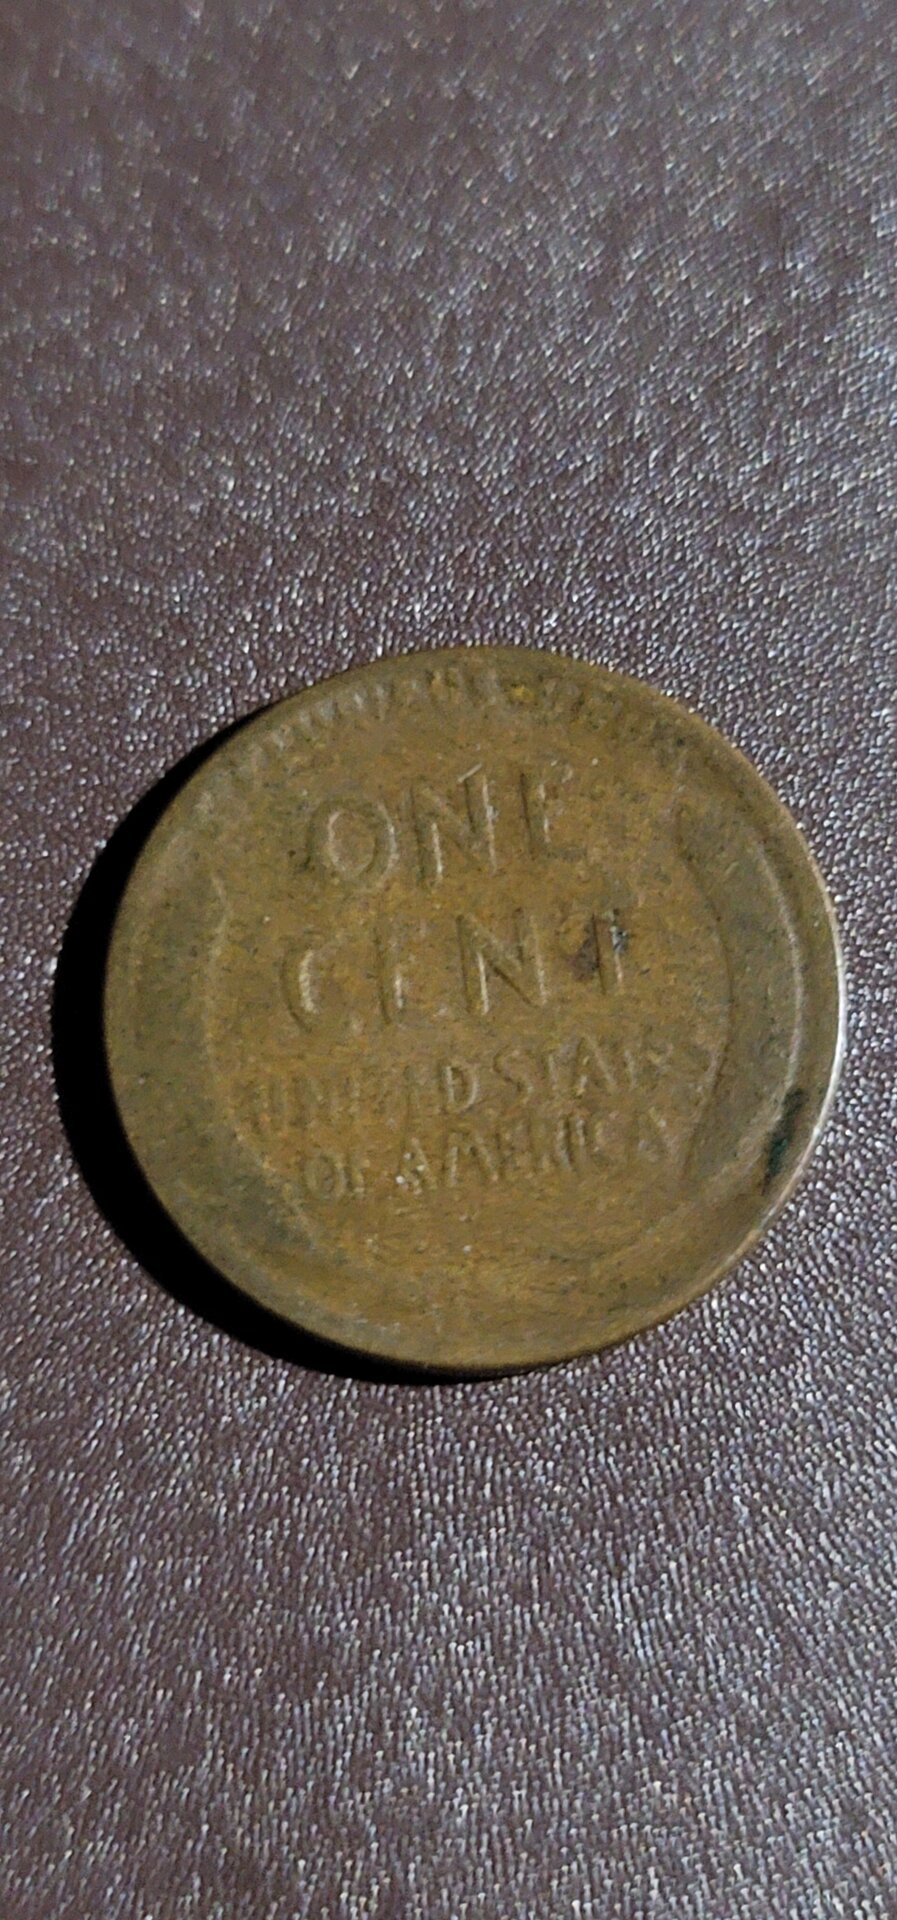 ONE
CENT
UNITED STATES
OF AMERICA